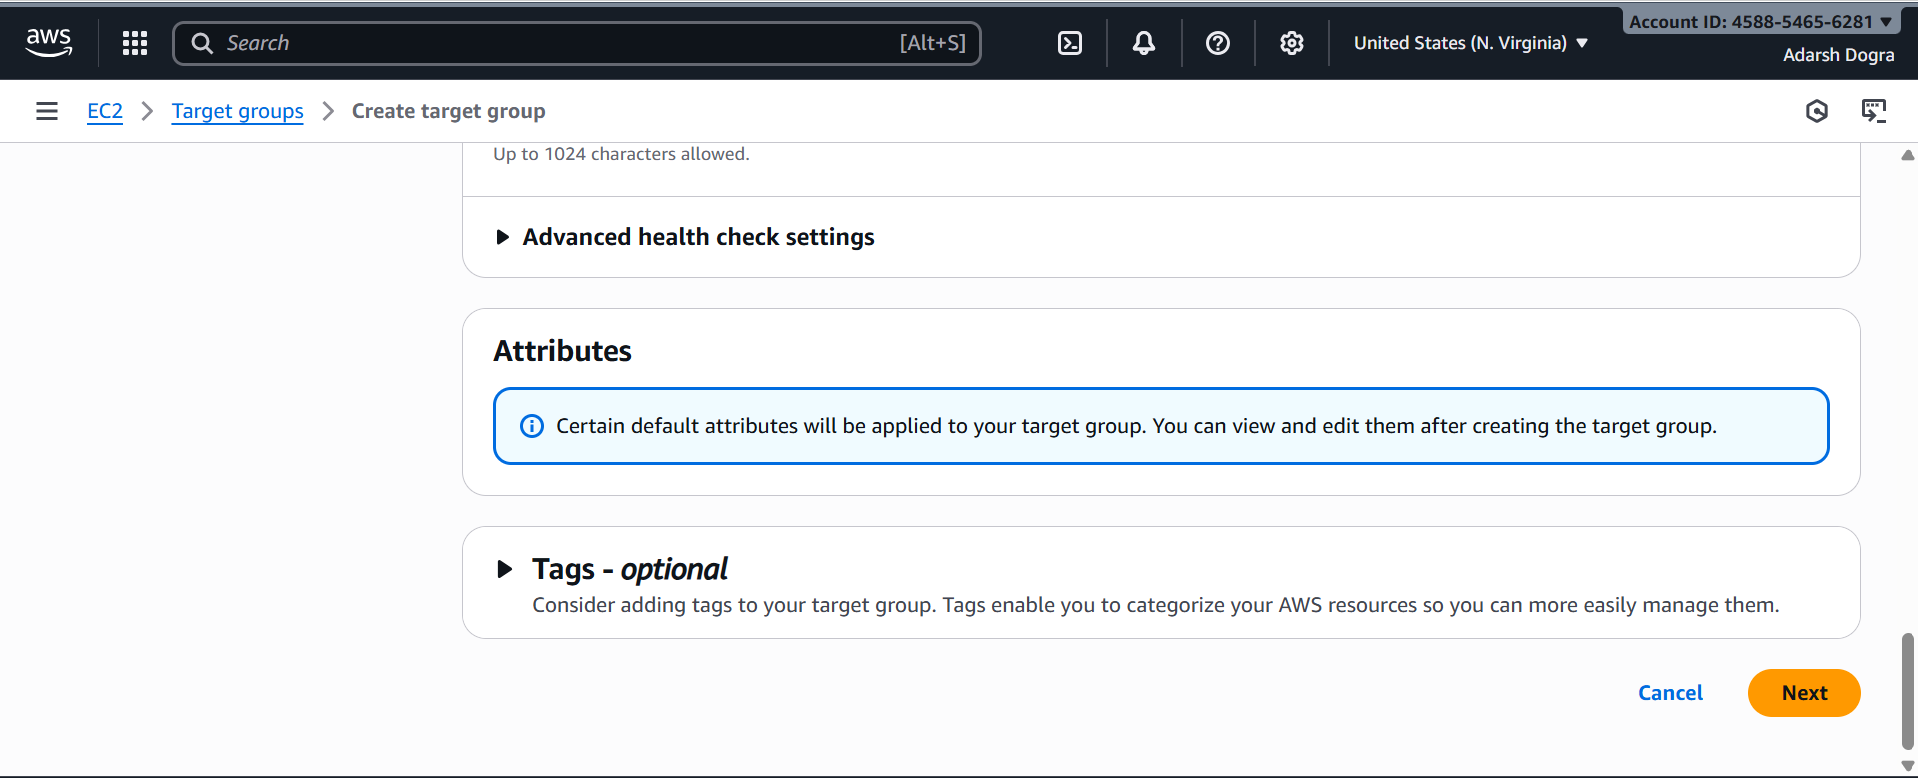 Account ID: 4588-5465-6281
aws
Search [Alt+S]
United States (N. Virginia)
Adarsh Dogra
EC2 > Target groups > Create target group
Up to 1024 characters allowed.
Advanced health check settings
Attributes
Certain default attributes will be applied to your target group. You can view and edit them after creating the target group.
Tags - optional
Consider adding tags to your target group. Tags enable you to categorize your AWS resources so you can more easily manage them.
Cancel Next